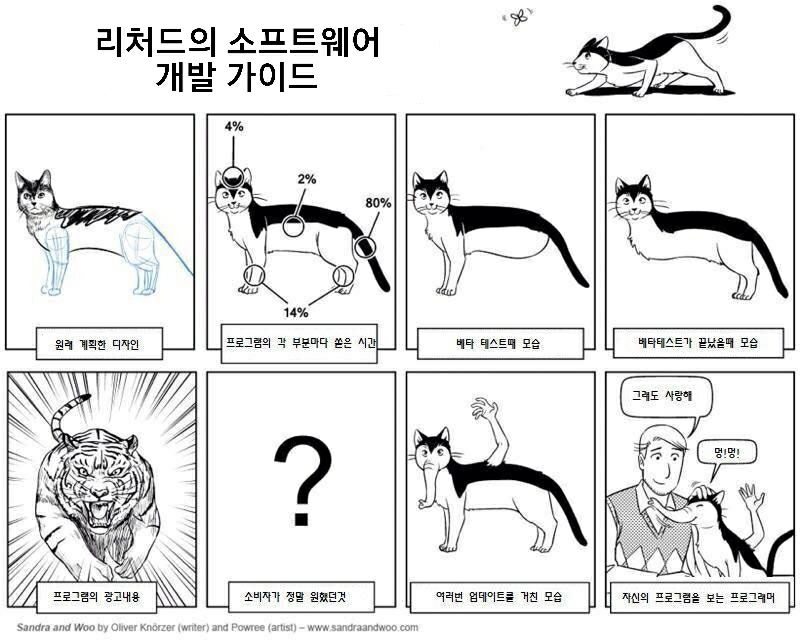 리처드의 소프트웨어
개발 가이드
4%
2%
80%
14%
원래 계획한 디자인
프로그램의 각 부분마다 쏟은 시간
베타 테스트때 모습
베타테스트가 끝났을때 모습
프로그램의 광고내용
?
소비자가 정말 원했던것
여러번 업데이트를 거친 모습
그래도 사랑해
멍!멍!
자신의 프로그램을 보는 프로그래머
Sandra and Woo by Oliver Knörzer (writer) and Powree (artist) – www.sandraandwoo.com